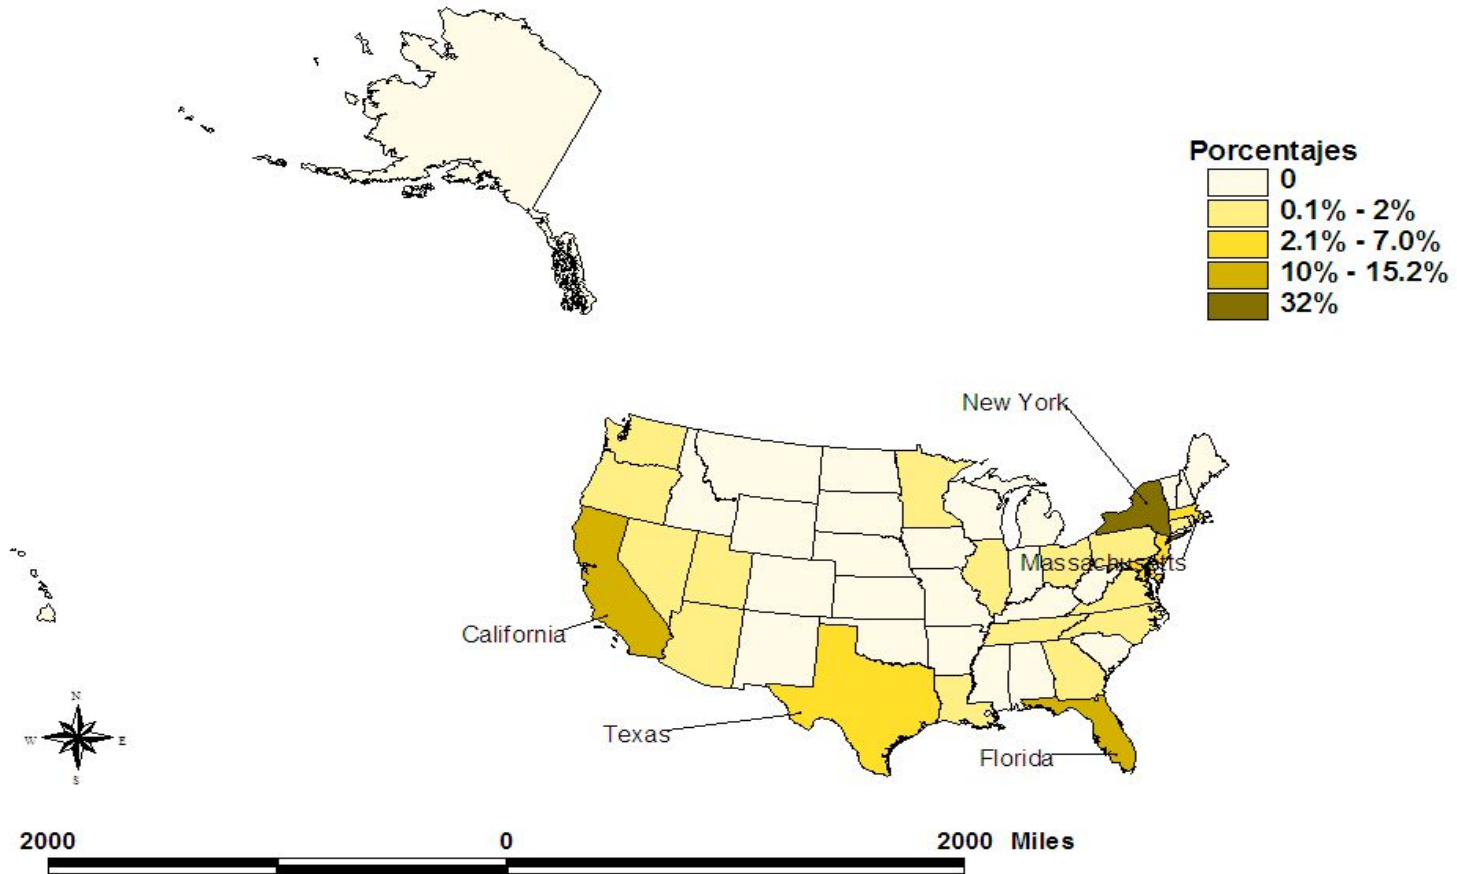 Porcentajes
0
0.1% - 2%
2.1% - 7.0%
10% - 15.2%
32%
New York
Massachusetts
California
Texas
Florida
N
W E
S
2000 0 2000 Miles